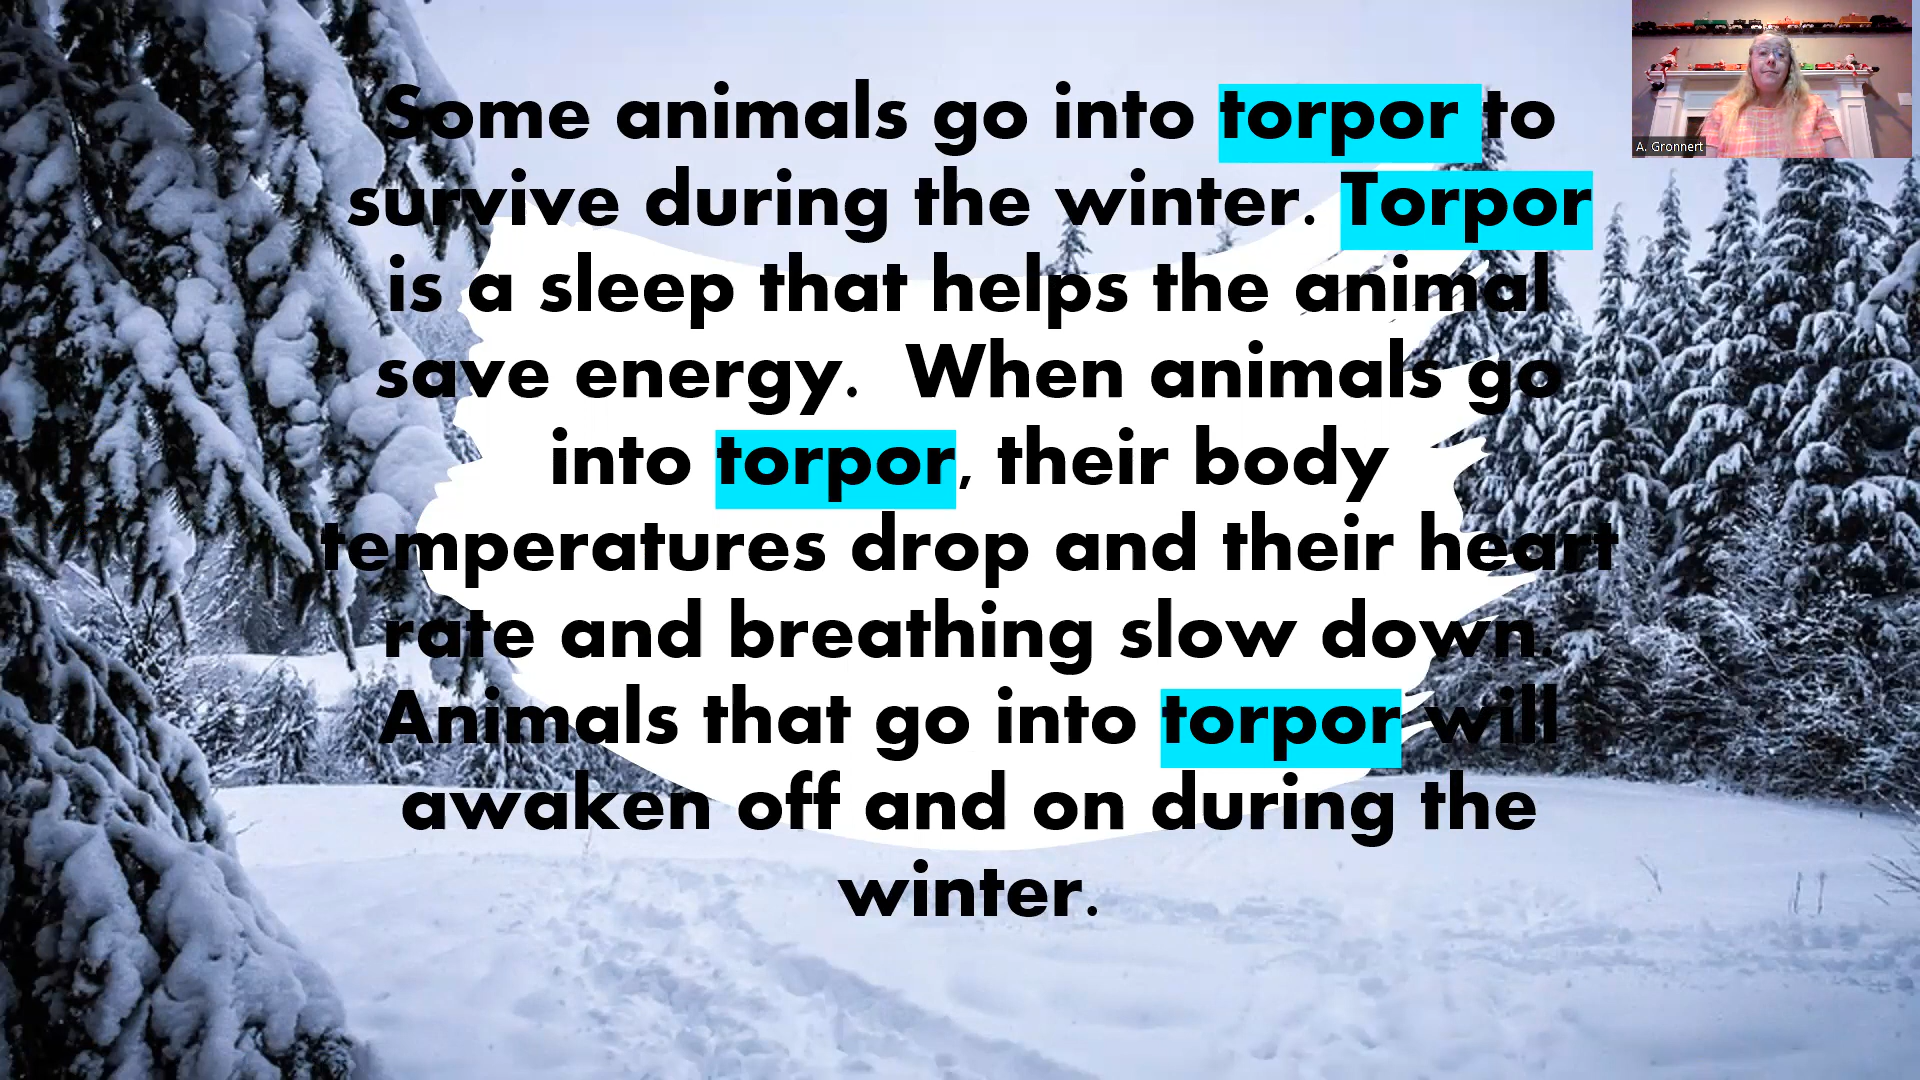 Some animals go into torpor to
survive during the winter. Torpor
is a sleep that helps the animal
save energy.  When animals go
into torpor, their body
temperatures drop and their heart
rate and breathing slow down.
Animals that go into torpor will
awaken off and on during the
winter.
A. Gronnert